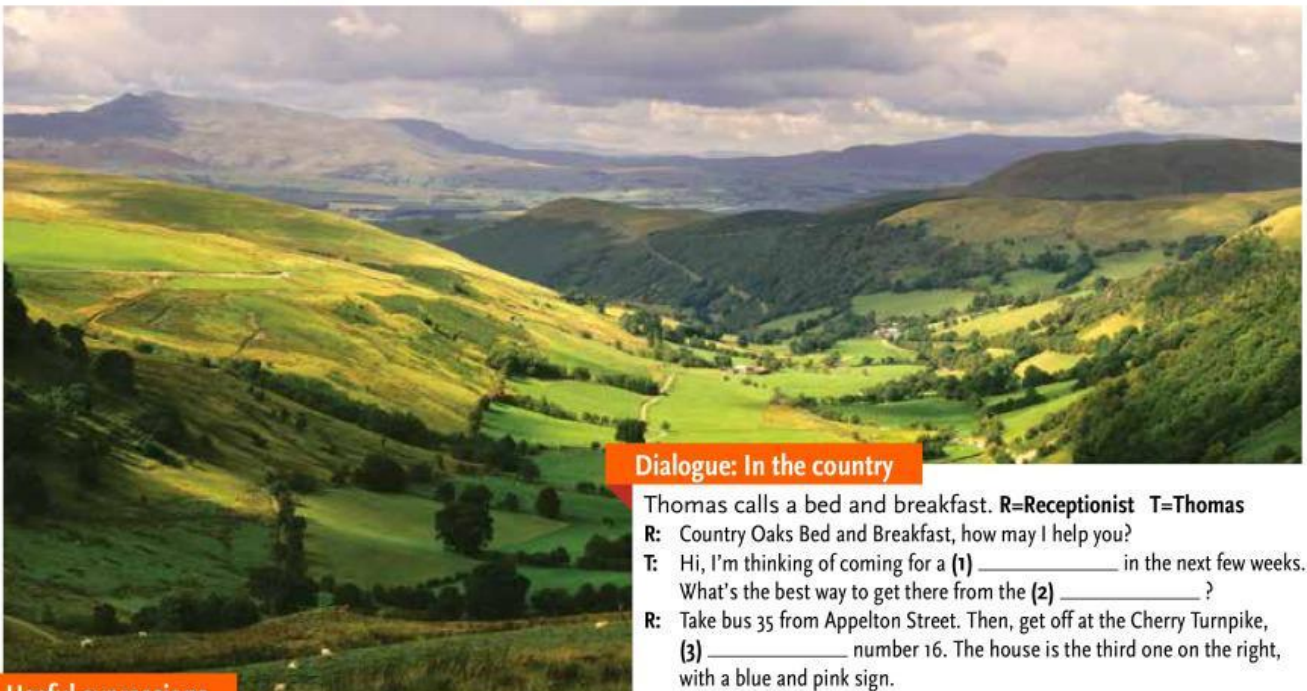 Dialogue: In the country
Thomas calls a bed and breakfast. R=Receptionist T=Thomas
R: Country Oaks Bed and Breakfast, how may I help you?
T: Hi, I'm thinking of coming for a (1) ______________ in the next few weeks.
What's the best way to get there from the (2) ______________ ?
R: Take bus 35 from Appelton Street. Then, get off at the Cherry Turnpike,
(3) ______________ number 16. The house is the third one on the right,
with a blue and pink sign.